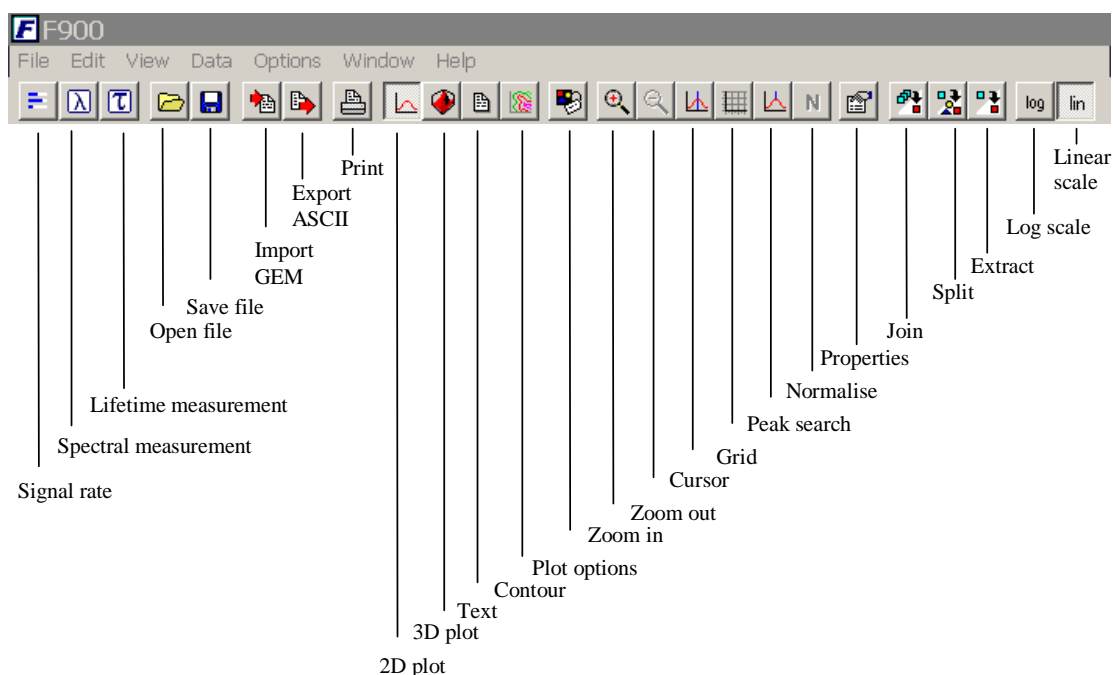 F F900
File Edit View Data Options Window Help
λ τ N log lin
Linear
scale
Print
Export
ASCII
Log scale
Import
GEM
Extract
Split
Save file
Open file
Join
Properties
Normalise
Lifetime measurement
Peak search
Spectral measurement
Grid
Cursor
Signal rate
Zoom out
Zoom in
Plot options
Contour
Text
3D plot
2D plot